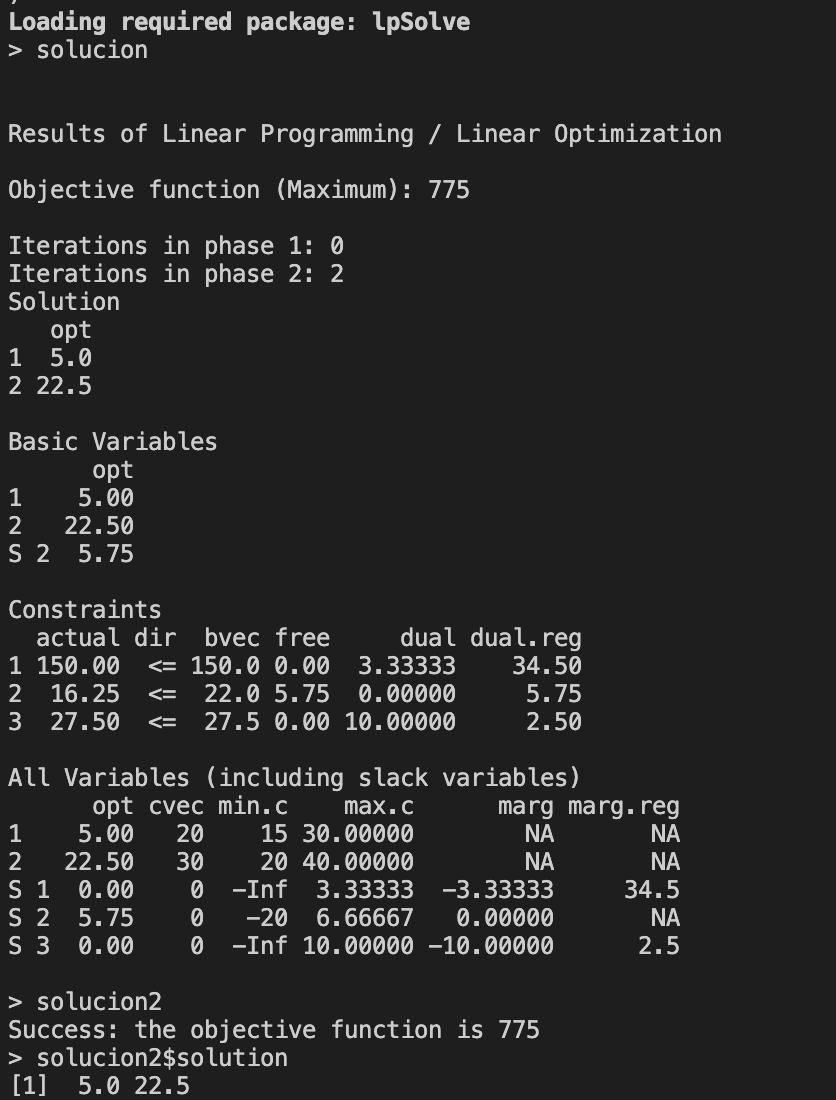 Loading required package: lpSolve
> solucion
Results of Linear Programming / Linear Optimization
Objective function (Maximum): 775
Iterations in phase 1: 0
Iterations in phase 2: 2
Solution
   opt
1  5.0
2 22.5
Basic Variables
      opt
1    5.00
2   22.50
S 2  5.75
Constraints
  actual dir  bvec free     dual dual.reg
1 150.00  <= 150.0 0.00  3.33333    34.50
2  16.25  <=  22.0 5.75  0.00000     5.75
3  27.50  <=  27.5 0.00 10.00000     2.50
All Variables (including slack variables)
      opt cvec min.c    max.c      marg marg.reg
1    5.00   20    15 30.00000        NA       NA
2   22.50   30    20 40.00000        NA       NA
S 1  0.00    0  -Inf  3.33333  -3.33333     34.5
S 2  5.75    0   -20  6.66667   0.00000       NA
S 3  0.00    0  -Inf 10.00000 -10.00000      2.5
> solucion2
Success: the objective function is 775
> solucion2$solution
[1]  5.0 22.5